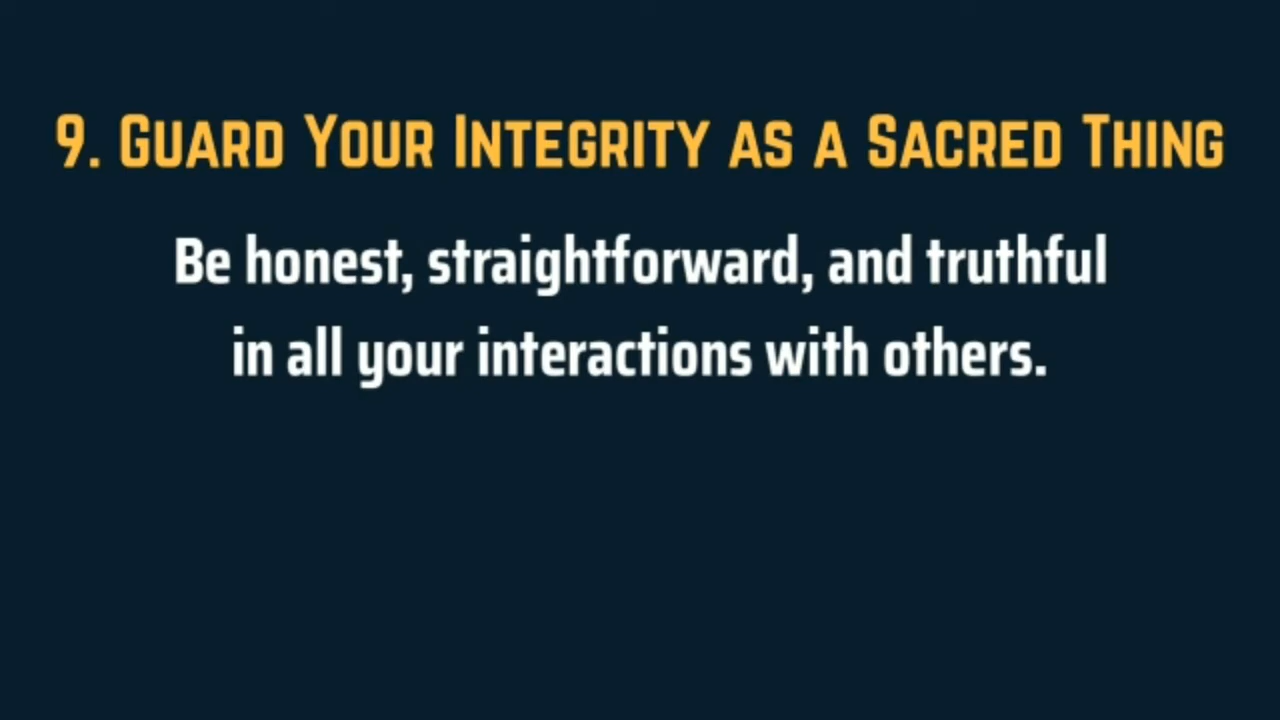 9. Guard Your Integrity as a Sacred Thing
Be honest, straightforward, and truthful
in all your interactions with others.